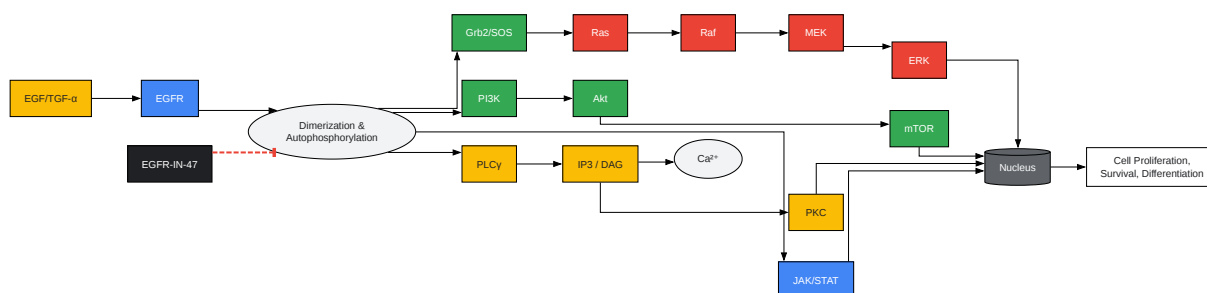 Grb2/SOS
Ras
Raf
MEK
ERK
EGF/TGF-α
EGFR
PI3K
Akt
Dimerization &
Autophosphorylation
mTOR
EGFR-IN-47
PLCγ
IP3 / DAG
Ca²⁺
Nucleus
Cell Proliferation,
Survival, Differentiation
PKC
JAK/STAT